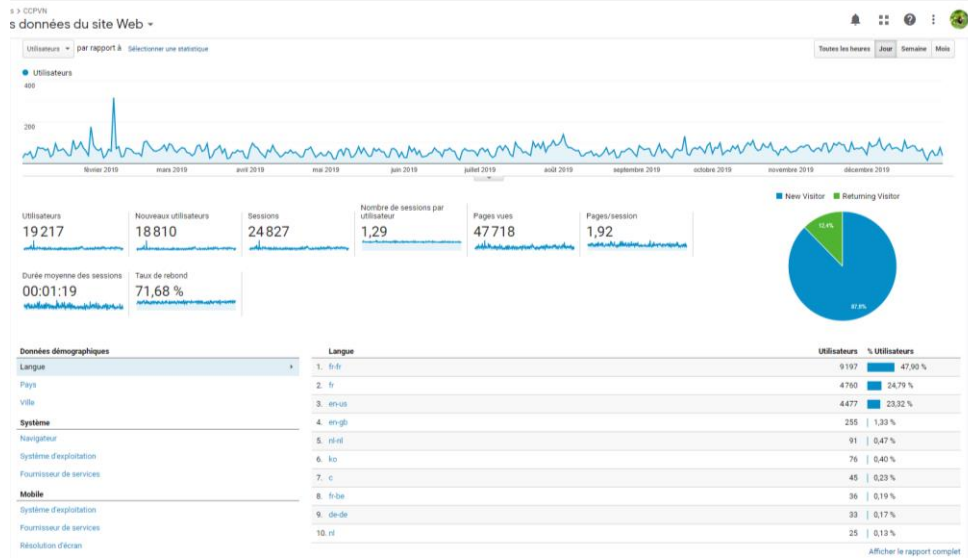 s > CCPVN
s données du site Web
Utilisateurs par rapport à Sélectionner une statistique
Toutes les heures Jour Semaine Mois
Utilisateurs
400
200
février 2019 mars 2019 avril 2019 mai 2019 juin 2019 juillet 2019 août 2019 septembre 2019 octobre 2019 novembre 2019 décembre 2019
New Visitor Returning Visitor
Utilisateurs
19 217
Nouveaux utilisateurs
18 810
Sessions
24 827
Nombre de sessions par
utilisateur
1,29
Pages vues
47 718
Pages/session
1,92
12,4%
87,6%
Durée moyenne des sessions
00:01:19
Taux de rebond
71,68 %
Données démographiques
Langue
Pays
Ville
Système
Navigateur
Système d'exploitation
Fournisseur de services
Mobile
Système d'exploitation
Fournisseur de services
Résolution d'écran
Langue Utilisateurs % Utilisateurs
1. fr-fr 9 197 47,90 %
2. fr 4 760 24,79 %
3. en-us 4 477 23,32 %
4. en-gb 255 1,33 %
5. nl-nl 91 0,47 %
6. ko 76 0,40 %
7. c 45 0,23 %
8. fr-be 36 0,19 %
9. de-de 33 0,17 %
10. nl 25 0,13 %
Afficher le rapport complet